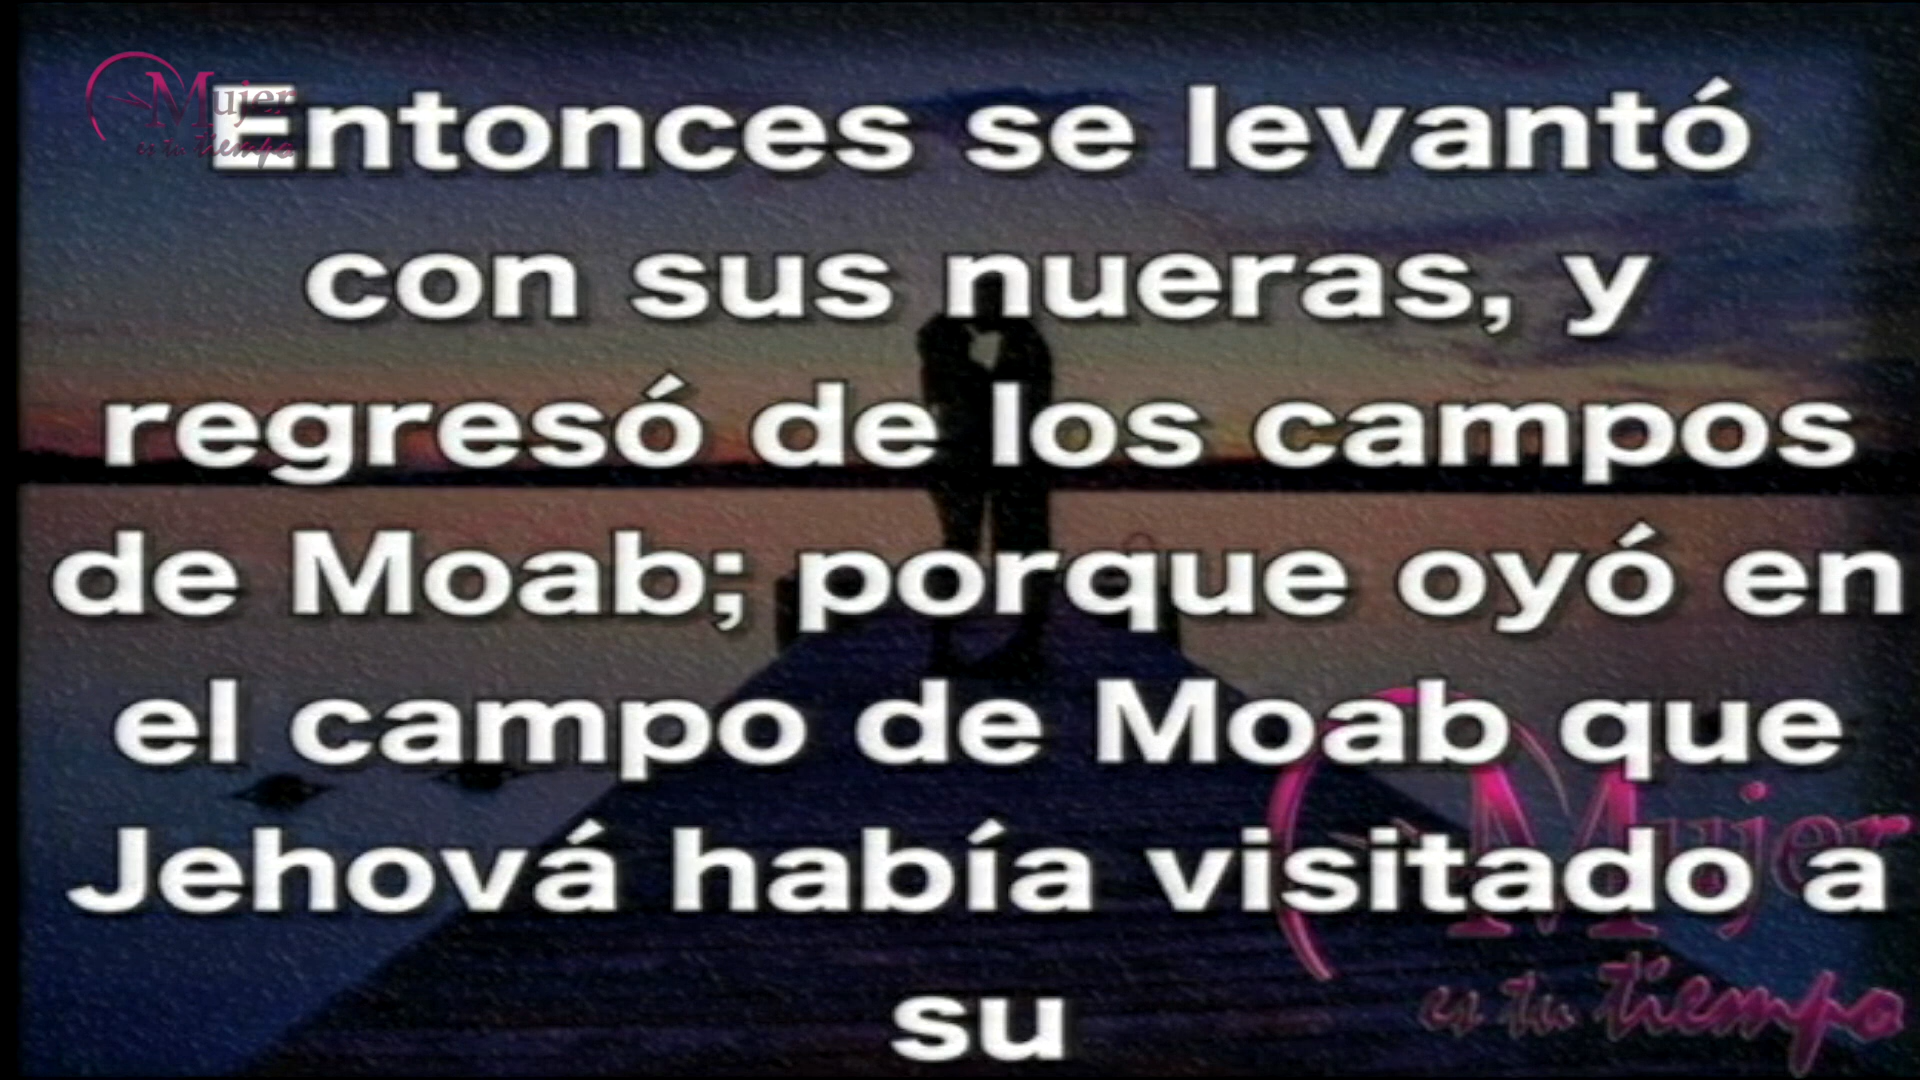 Mujer
es tu tiempo
Entonces se levantó
con sus nueras, y
regresó de los campos
de Moab; porque oyó en
el campo de Moab que
Jehová había visitado a
su
Mujer
es tu tiempo